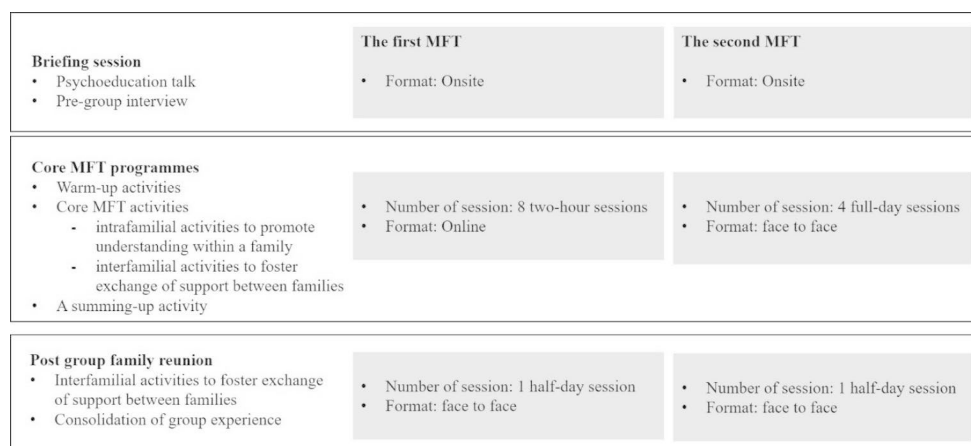 The first MFT
The second MFT
Briefing session
• Psychoeducation talk
• Pre-group interview
• Format: Onsite
• Format: Onsite
Core MFT programmes
• Warm-up activities
• Core MFT activities
- intrafamilial activities to promote
understanding within a family
- interfamilial activities to foster
exchange of support between families
• A summing-up activity
• Number of session: 8 two-hour sessions
• Format: Online
• Number of session: 4 full-day sessions
• Format: face to face
Post group family reunion
• Interfamilial activities to foster exchange
of support between families
• Consolidation of group experience
• Number of session: 1 half-day session
• Format: face to face
• Number of session: 1 half-day session
• Format: face to face